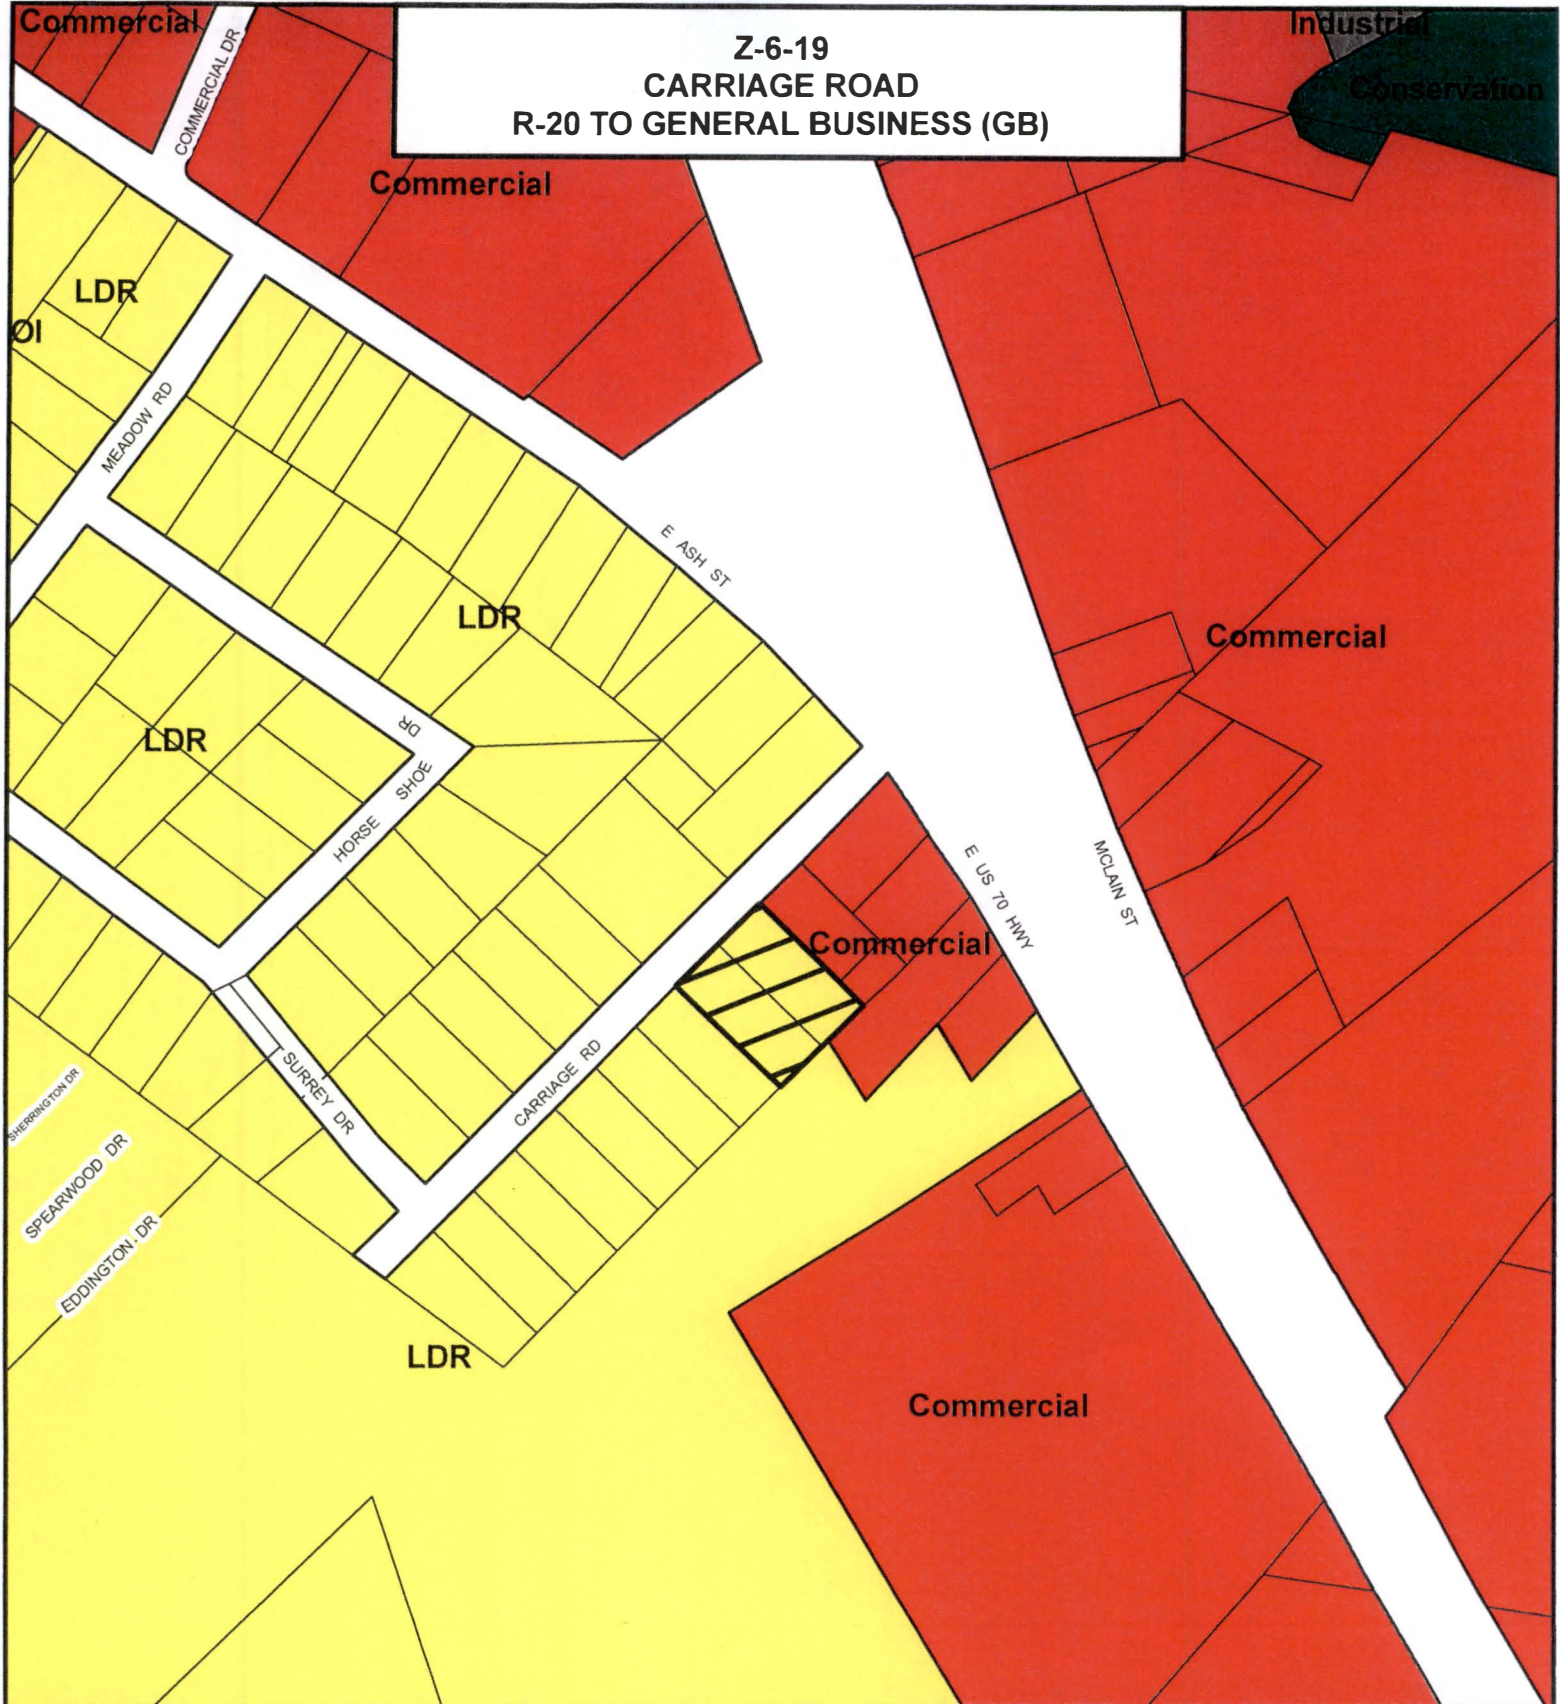 Commercial
COMMERCIAL DR
Z-6-19
CARRIAGE ROAD
R-20 TO GENERAL BUSINESS (GB)
Industrial
Conservation
Commercial
LDR
OI
MEADOW RD
E ASH ST
LDR
Commercial
LDR
HORSE SHOE DR
E US 70 HWY
MCLAIN ST
Commercial
SURREY DR
CARRIAGE RD
SHERRINGTON DR
SPEARWOOD DR
EDDINGTON DR
LDR
Commercial